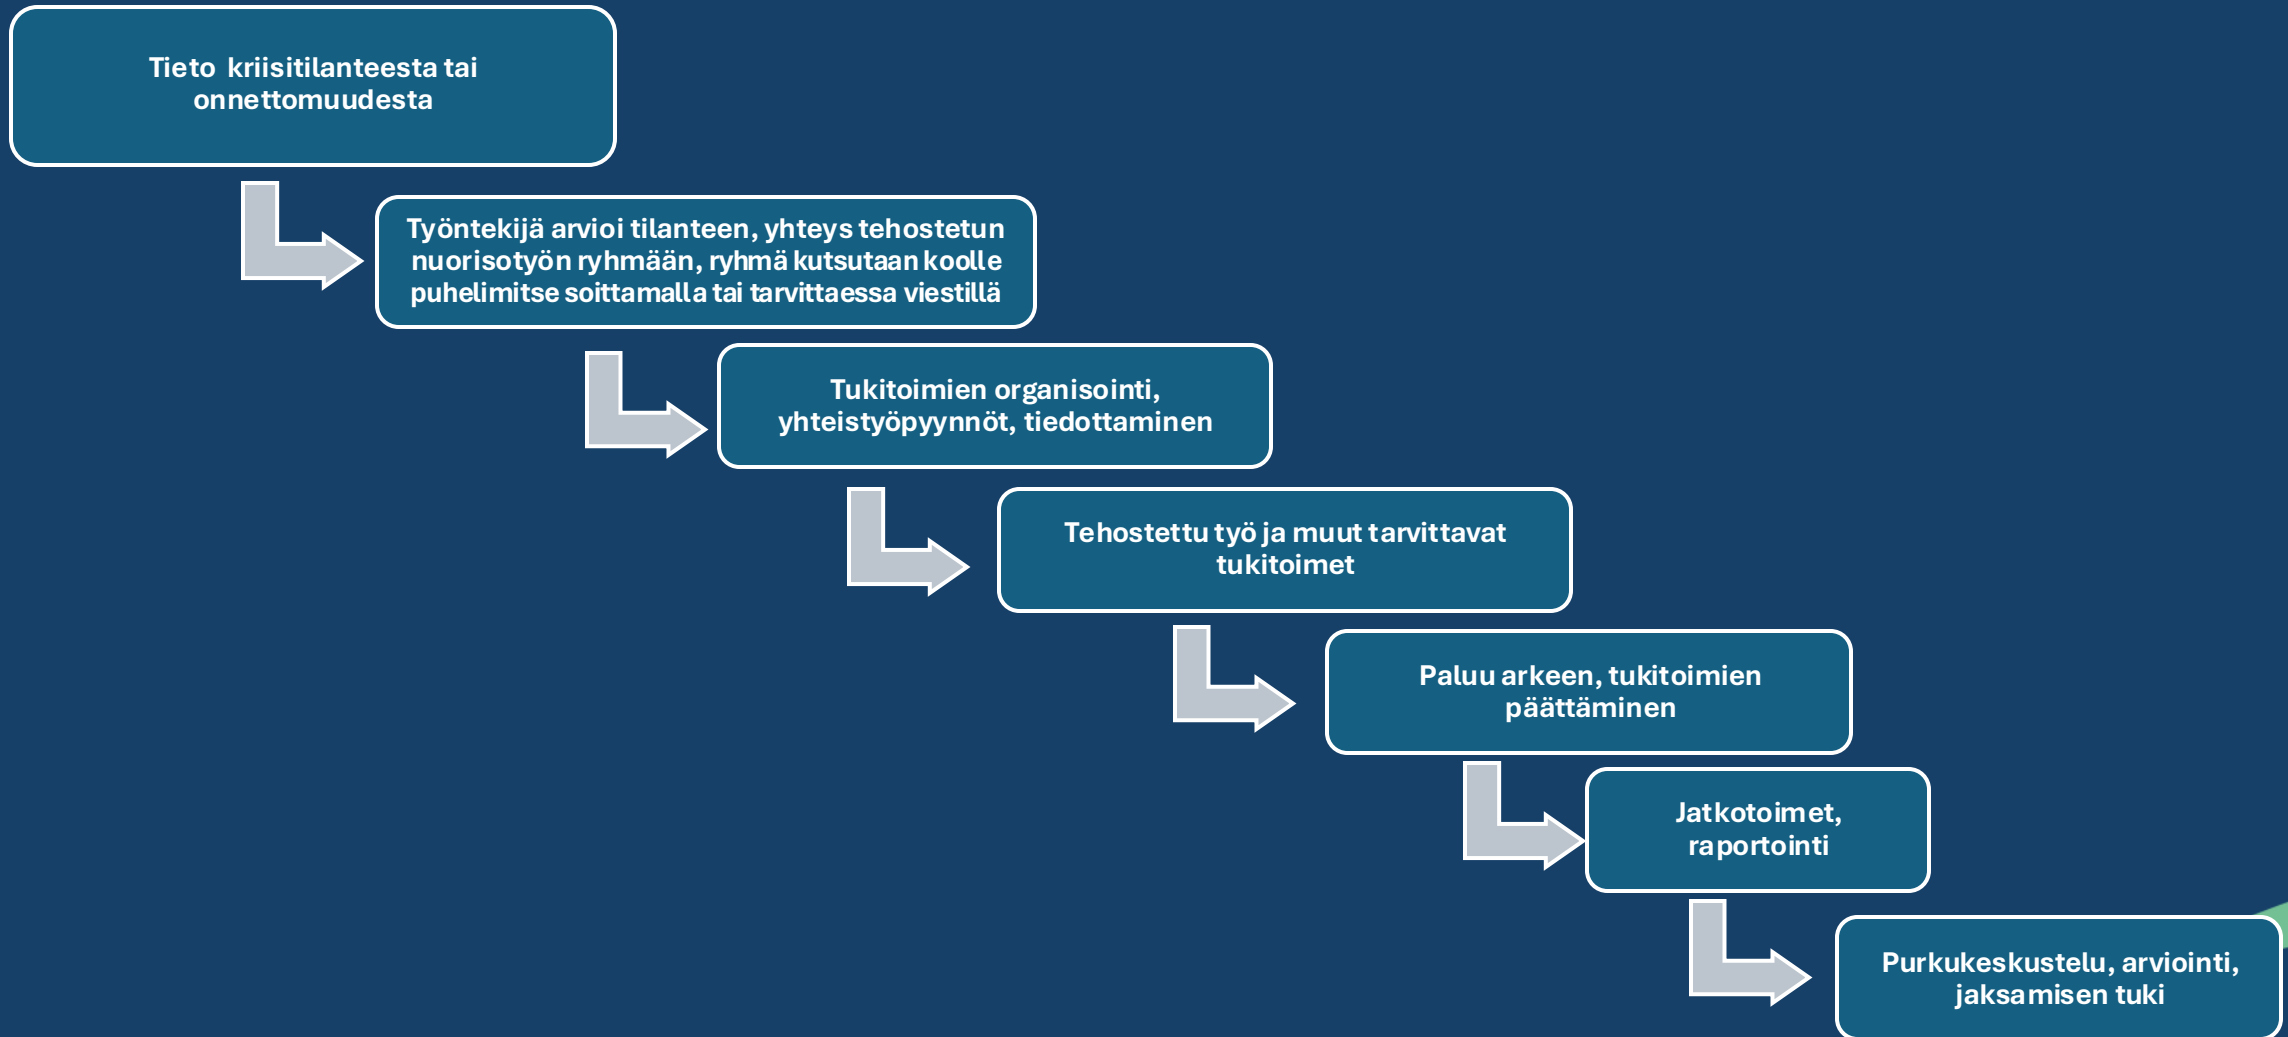 Tieto kriisitilanteesta tai
onnettomuudesta
Työntekijä arvioi tilanteen, yhteys tehostetun
nuorisotyön ryhmään, ryhmä kutsutaan koolle
puhelimitse soittamalla tai tarvittaessa viestillä
Tukitoimien organisointi,
yhteistyöpyynnöt, tiedottaminen
Tehostettu työ ja muut tarvittavat
tukitoimet
Paluu arkeen, tukitoimien
päättäminen
Jatkotoimet,
raportointi
Purkukeskustelu, arviointi,
jaksamisen tuki